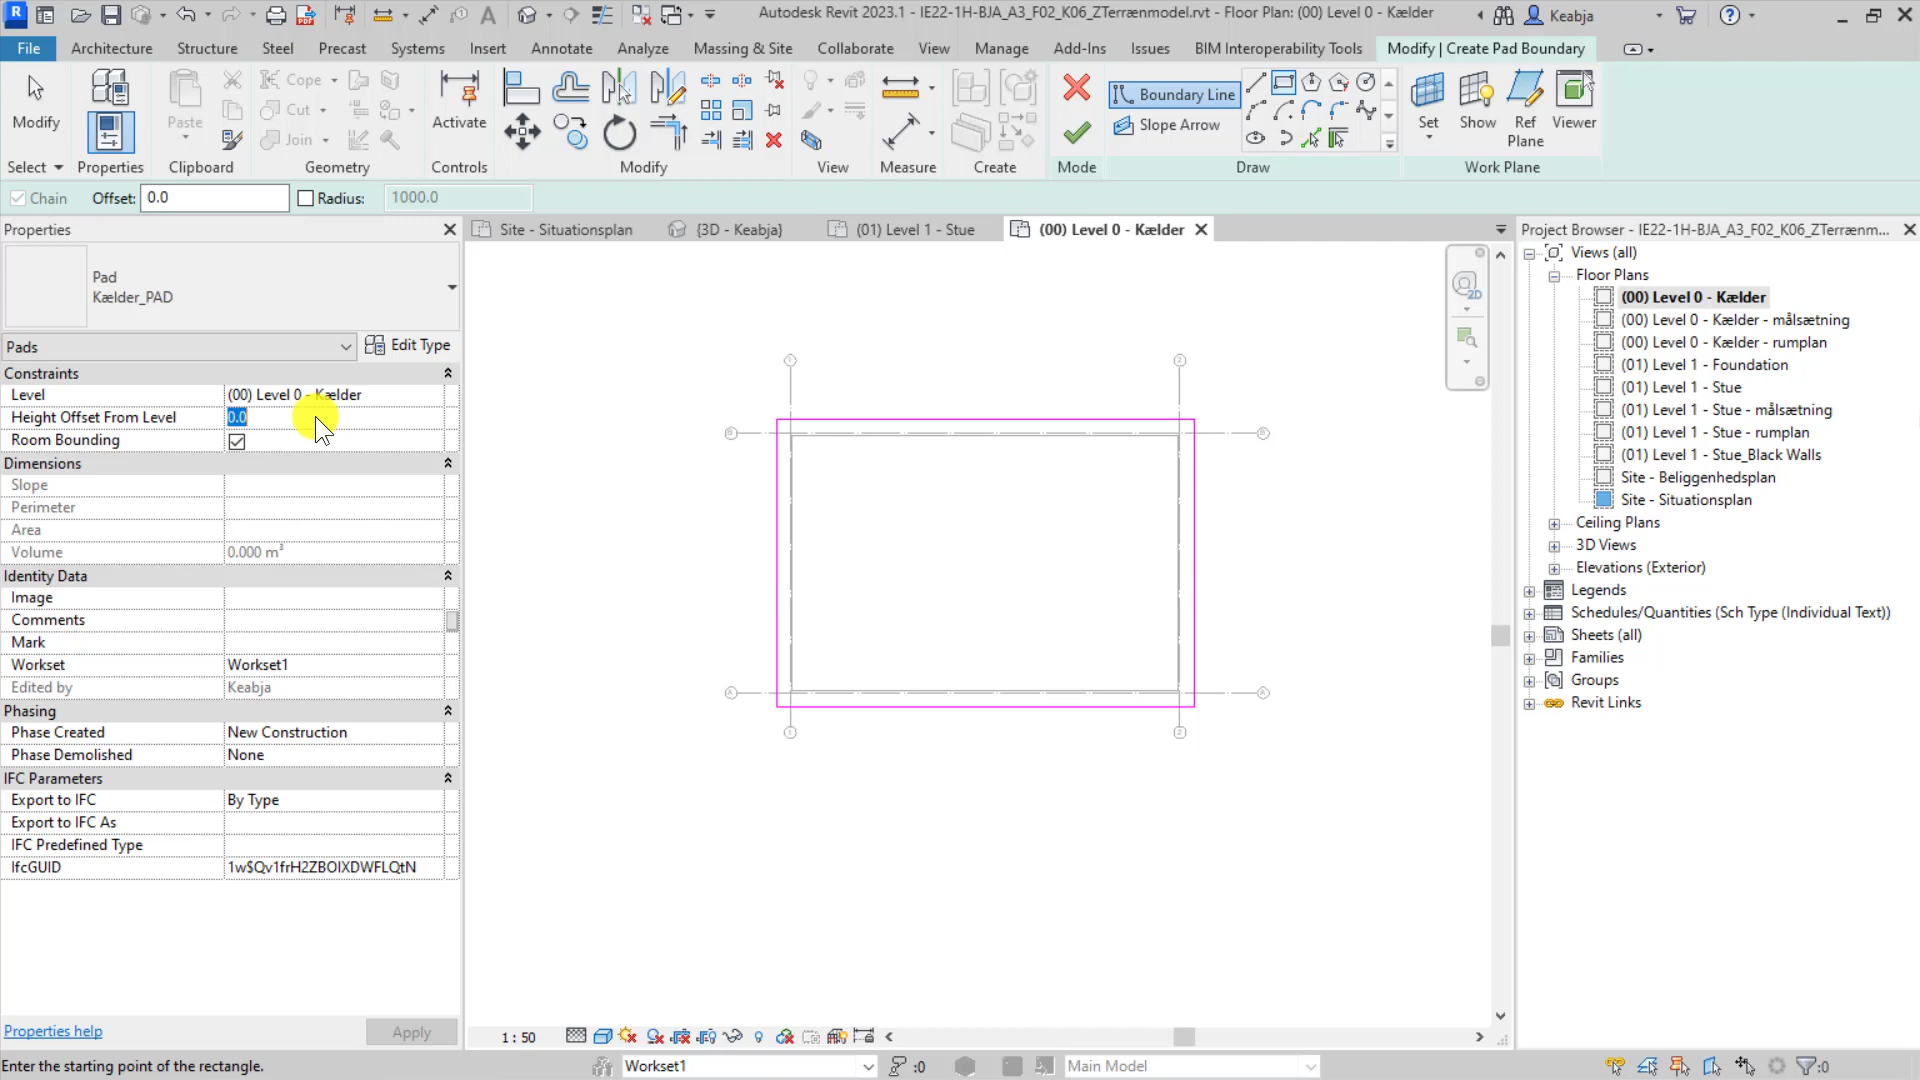 Autodesk Revit 2023.1 - IE22-1H-BJA_A3_F02_K06_ZTerrænmodel.rvt - Floor Plan: (00) Level 0 - Kælder
Keabja
File Architecture Structure Steel Precast Systems Insert Annotate Analyze Massing & Site Collaborate View Manage Add-Ins Issues BIM Interoperability Tools Modify | Create Pad Boundary
Modify
Select
Properties
Paste
Clipboard
Cope
Cut
Join
Geometry
Activate
Controls
Modify
View
Measure
Create
Mode
Boundary Line
Slope Arrow
Draw
Set
Show
Ref
Plane
Viewer
Work Plane
Chain Offset: 0.0 Radius: 1000.0
Properties
Site - Situationsplan {3D - Keabja} (01) Level 1 - Stue (00) Level 0 - Kælder
Pad
Kælder_PAD
Pads Edit Type
Constraints
Level (00) Level 0 - Kælder
Height Offset From Level 0.0
Room Bounding
Dimensions
Slope
Perimeter
Area
Volume 0.000 m³
Identity Data
Image
Comments
Mark
Workset Workset1
Edited by Keabja
Phasing
Phase Created New Construction
Phase Demolished None
IFC Parameters
Export to IFC By Type
Export to IFC As
IFC Predefined Type
IfcGUID 1w$Qv1frH2ZBOIXDWFLQtN
Properties help Apply
1 2
B B
A A
1 2
2D
Project Browser - IE22-1H-BJA_A3_F02_K06_ZTerrænm...
Views (all)
Floor Plans
(00) Level 0 - Kælder
(00) Level 0 - Kælder - målsætning
(00) Level 0 - Kælder - rumplan
(01) Level 1 - Foundation
(01) Level 1 - Stue
(01) Level 1 - Stue - målsætning
(01) Level 1 - Stue - rumplan
(01) Level 1 - Stue_Black Walls
Site - Beliggenhedsplan
Site - Situationsplan
Ceiling Plans
3D Views
Elevations (Exterior)
Legends
Schedules/Quantities (Sch Type (Individual Text))
Sheets (all)
Families
Groups
Revit Links
1 : 50
Enter the starting point of the rectangle.
Workset1 :0 Main Model :0